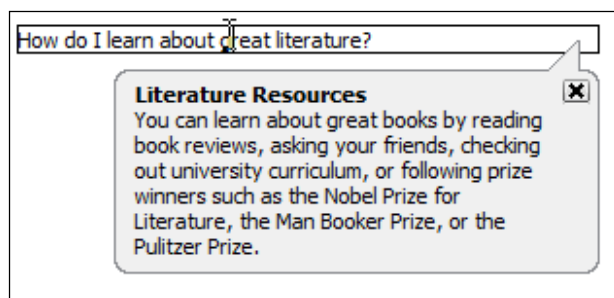 How do I learn about great literature?
Literature Resources
You can learn about great books by reading
book reviews, asking your friends, checking
out university curriculum, or following prize
winners such as the Nobel Prize for
Literature, the Man Booker Prize, or the
Pulitzer Prize.